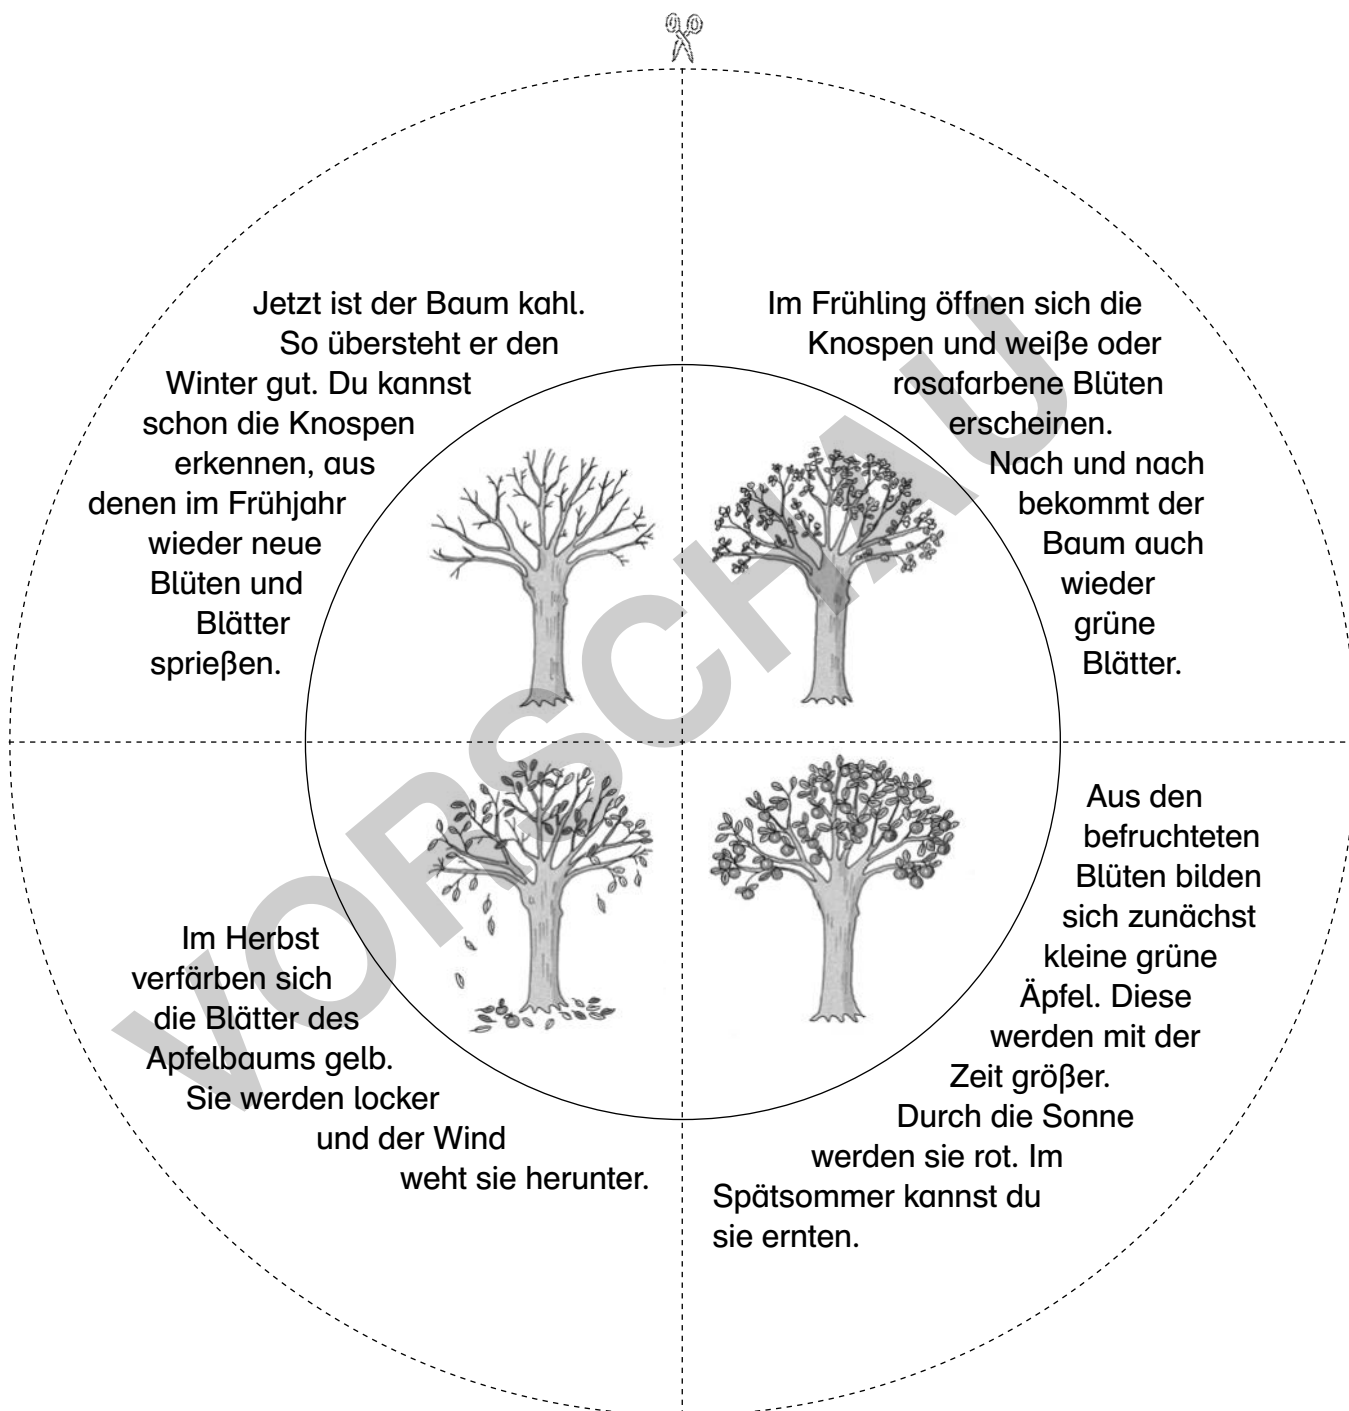 Jetzt ist der Baum kahl.
So übersteht er den
Winter gut. Du kannst
schon die Knospen
erkennen, aus
denen im Frühjahr
wieder neue
Blüten und
Blätter
sprießen.
Im Frühling öffnen sich die
Knospen und weiße oder
rosafarbene Blüten
erscheinen.
Nach und nach
bekommt der
Baum auch
wieder
grüne
Blätter.
Im Herbst
verfärben sich
die Blätter des
Apfelbaums gelb.
Sie werden locker
und der Wind
weht sie herunter.
Aus den
befruchteten
Blüten bilden
sich zunächst
kleine grüne
Äpfel. Diese
werden mit der
Zeit größer.
Durch die Sonne
werden sie rot. Im
Spätsommer kannst du
sie ernten.
VORSCHAU